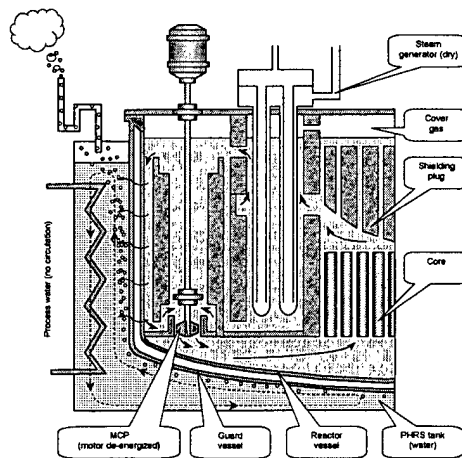 Steam
generator (dry)
Cover
gas
Shielding
plug
Core
Process water (no circulation)
MCP
(motor de-energized)
Guard
vessel
Reactor
vessel
PHRS tank
(water)